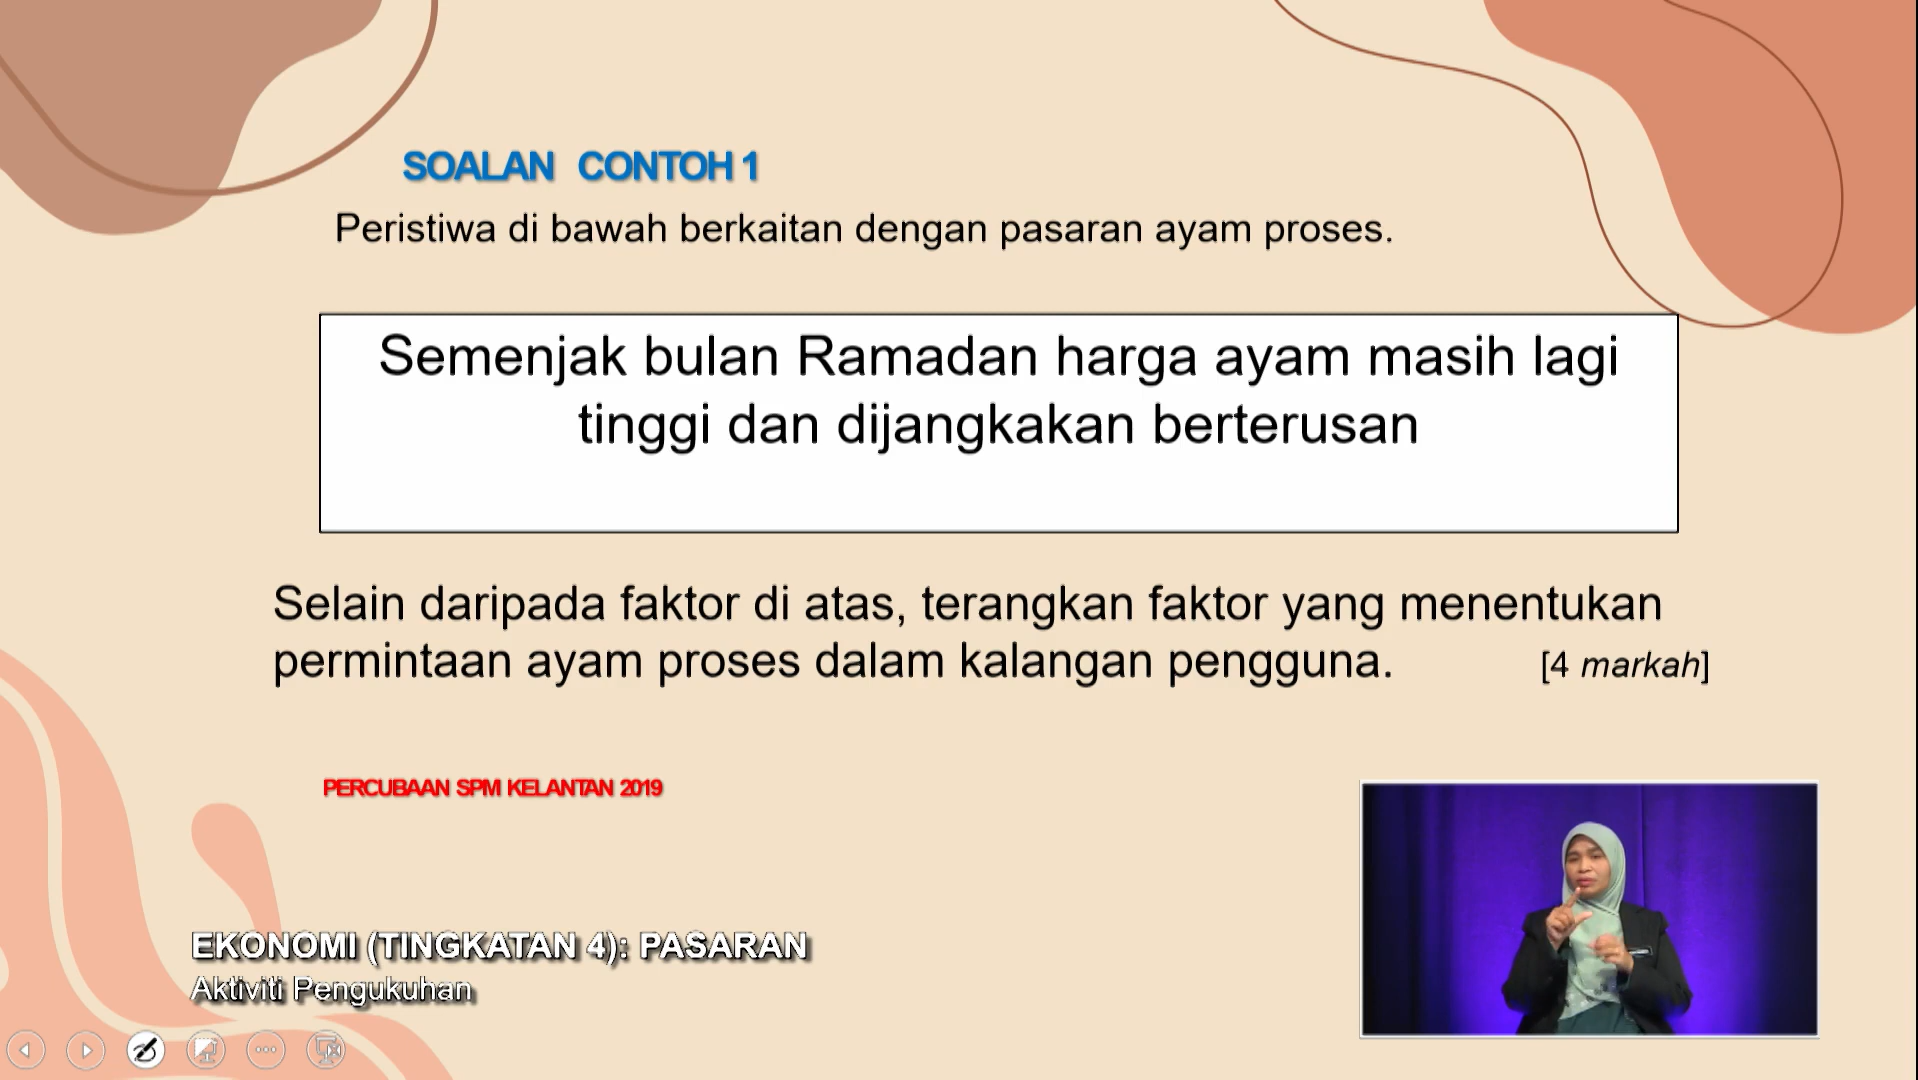 SOALAN CONTOH 1
Peristiwa di bawah berkaitan dengan pasaran ayam proses.
Semenjak bulan Ramadan harga ayam masih lagi
tinggi dan dijangkakan berterusan
Selain daripada faktor di atas, terangkan faktor yang menentukan
permintaan ayam proses dalam kalangan pengguna. [4 markah]
PERCUBAAN SPM KELANTAN 2019
EKONOMI (TINGKATAN 4): PASARAN
Aktiviti Pengukuhan